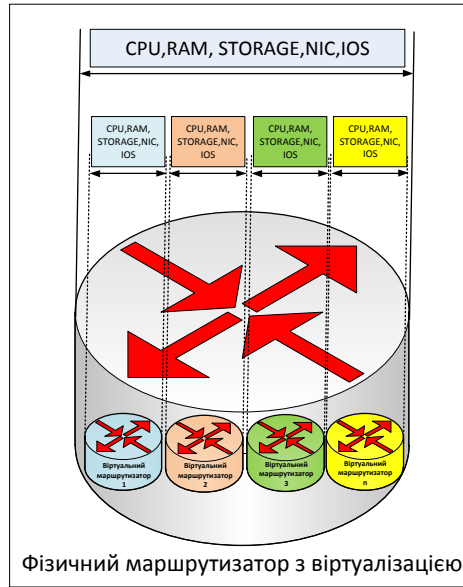 CPU,RAM, STORAGE,NIC,IOS
CPU,RAM,
STORAGE,NIC,
IOS
CPU,RAM,
STORAGE,NIC,
IOS
CPU,RAM,
STORAGE,NIC,
IOS
CPU,RAM,
STORAGE,NIC,
IOS
Віртуальний
маршрутизатор
1
Віртуальний
маршрутизатор
2
Віртуальний
маршрутизатор
3
Віртуальний
маршрутизатор
n
Фізичний маршрутизатор з віртуалізацією